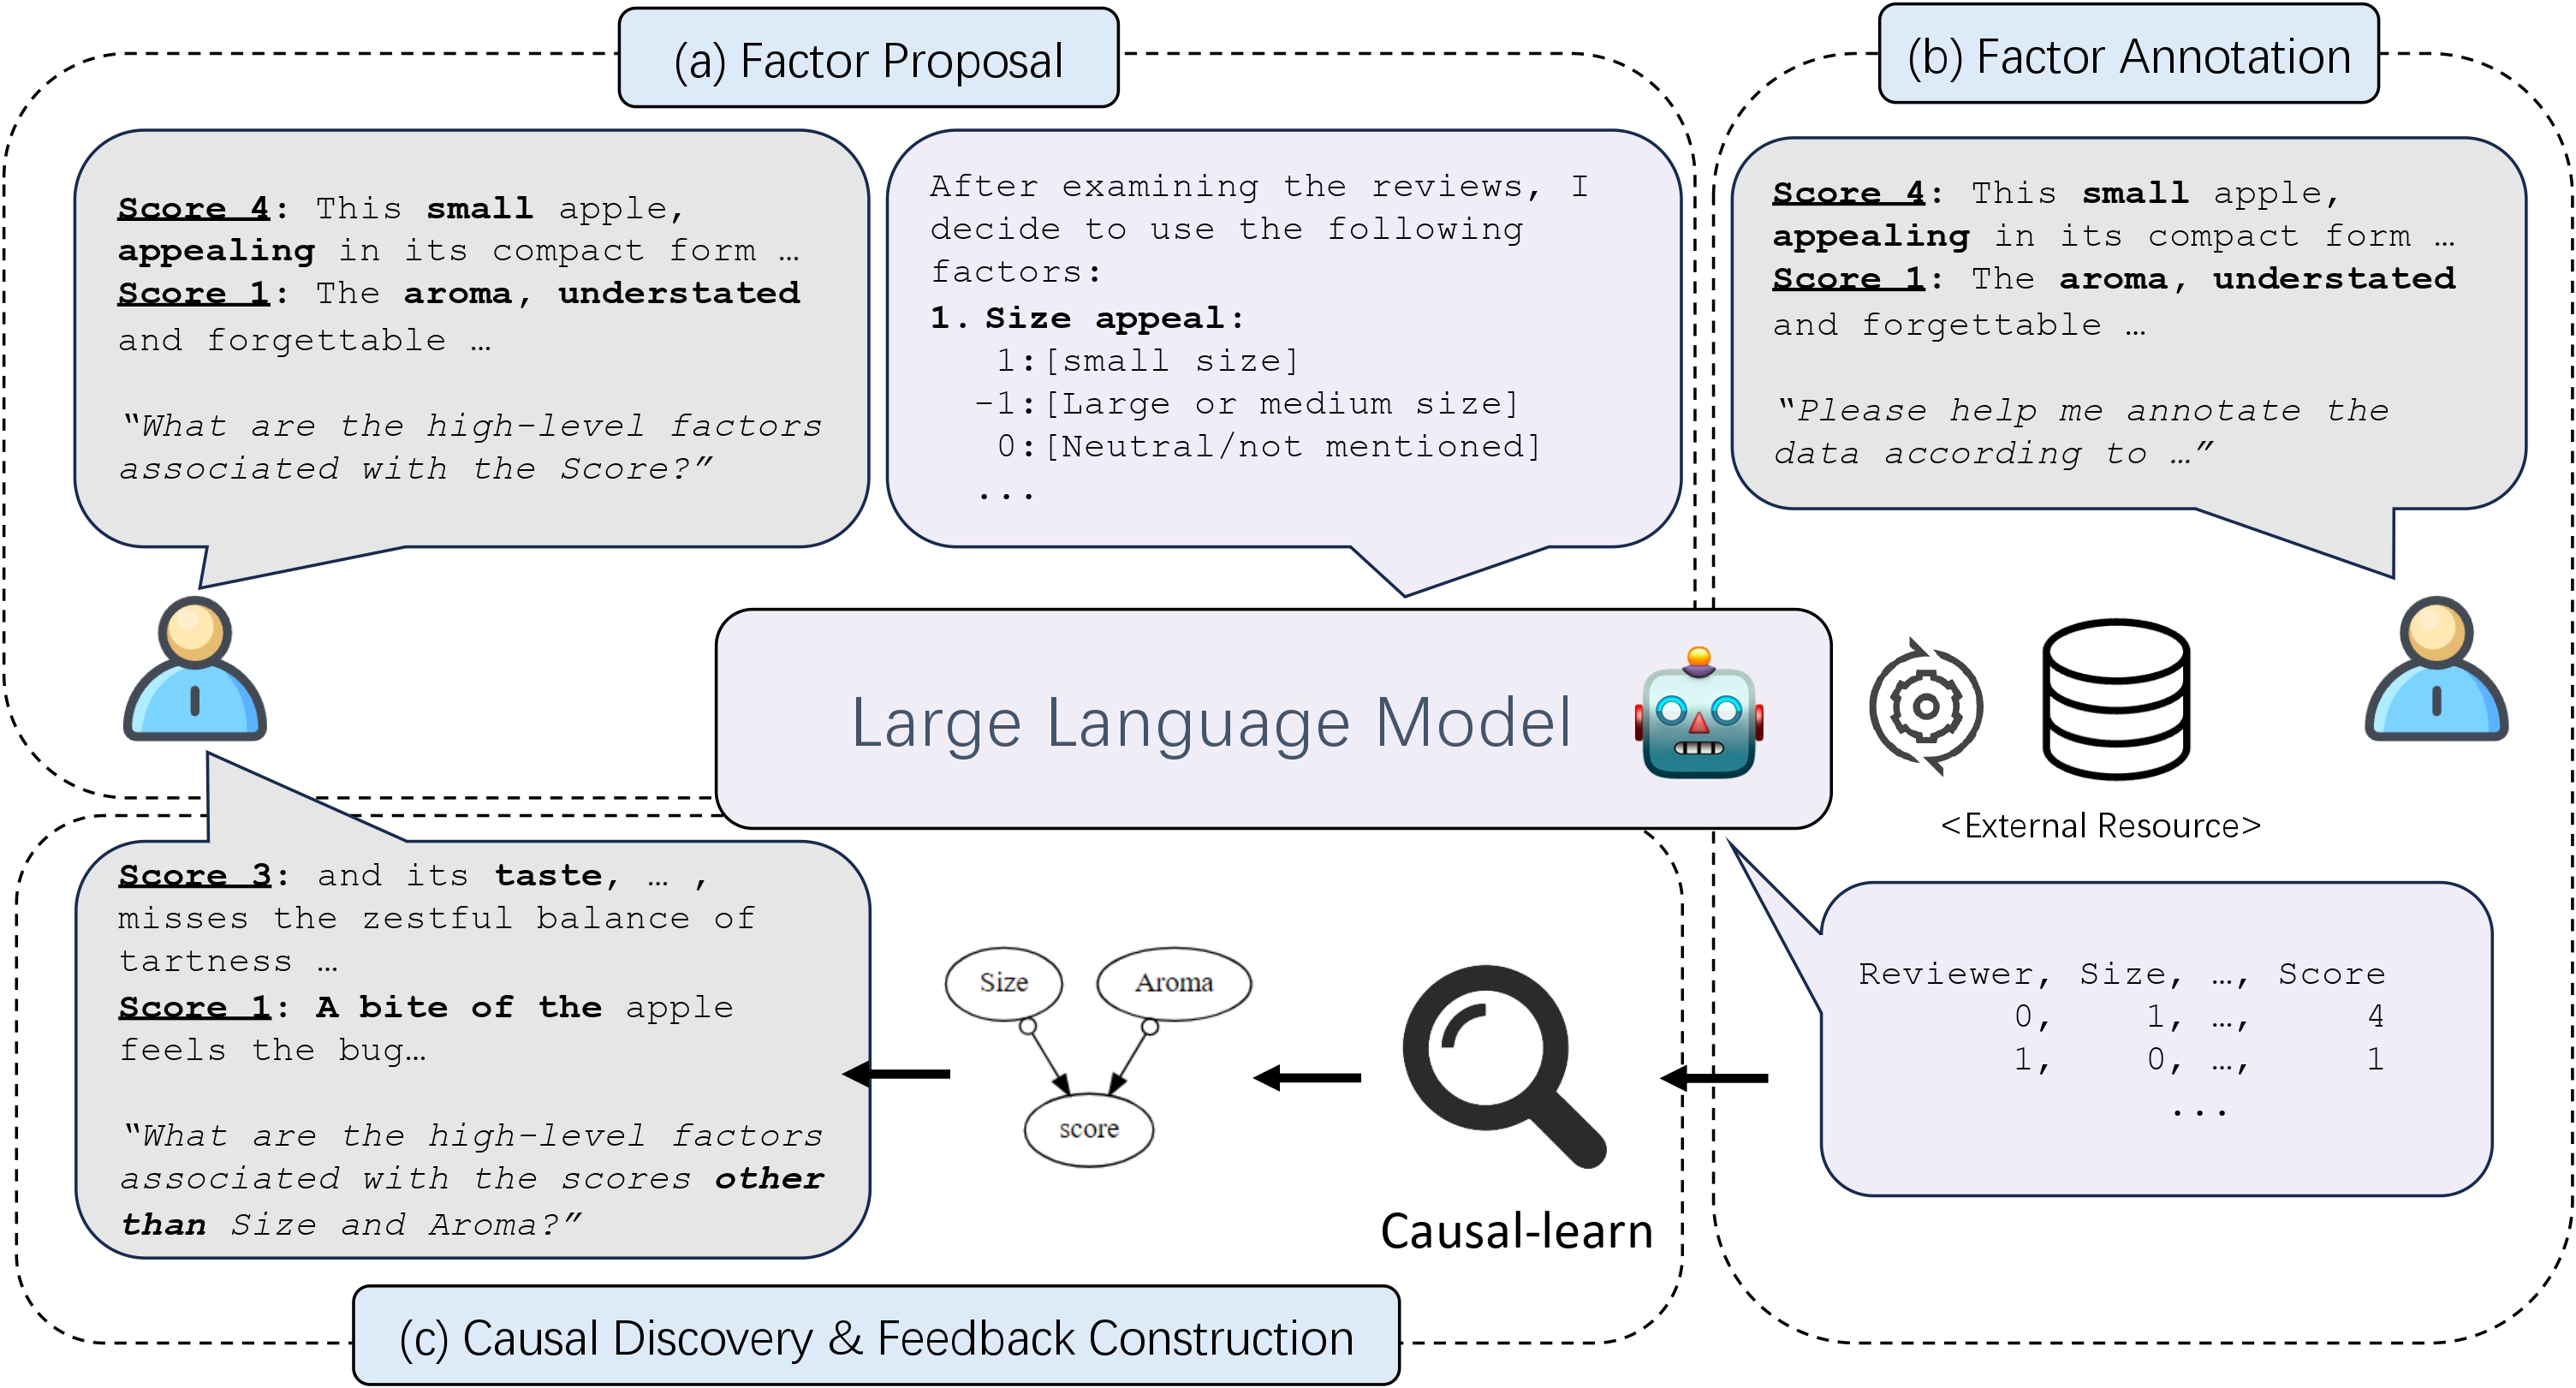 (a) Factor Proposal
Score 4: This small apple,
appealing in its compact form …
Score 1: The aroma, understated
and forgettable …
“What are the high-level factors
associated with the Score?”
After examining the reviews, I
decide to use the following
factors:
1. Size appeal:
1:[small size]
-1:[Large or medium size]
0:[Neutral/not mentioned]
...
(b) Factor Annotation
Score 4: This small apple,
appealing in its compact form …
Score 1: The aroma, understated
and forgettable …
“Please help me annotate the
data according to …”
Large Language Model
<External Resource>
Reviewer, Size, …, Score
0, 1, …, 4
1, 0, …, 1
...
Causal-learn
Size
Aroma
score
Score 3: and its taste, … ,
misses the zestful balance of
tartness …
Score 1: A bite of the apple
feels the bug…
“What are the high-level factors
associated with the scores other
than Size and Aroma?”
(c) Causal Discovery & Feedback Construction